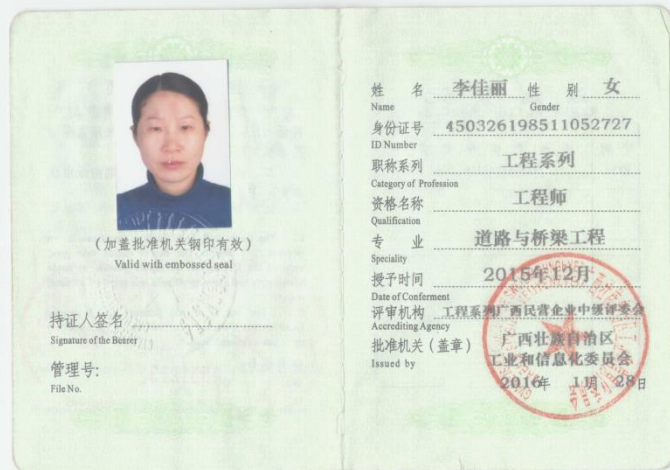 (加盖批准机关钢印有效)
Valid with embossed seal
持证人签名
Signature of the Bearer
管理号:
File No.
姓 名 李佳丽 性 别 女
Name Gender
身份证号 450326198511052727
ID Number
职称系列 工程系列
Category of Profession
资格名称 工程师
Qualification
专 业 道路与桥梁工程
Speciality
授予时间 2015年12月
Date of Conferment
评审机构 工程系列广西民营企业中级评委会
Accrediting Agency
批准机关(盖章) 广西壮族自治区
Issued by 工业和信息化委员会
2016年 1月 28日